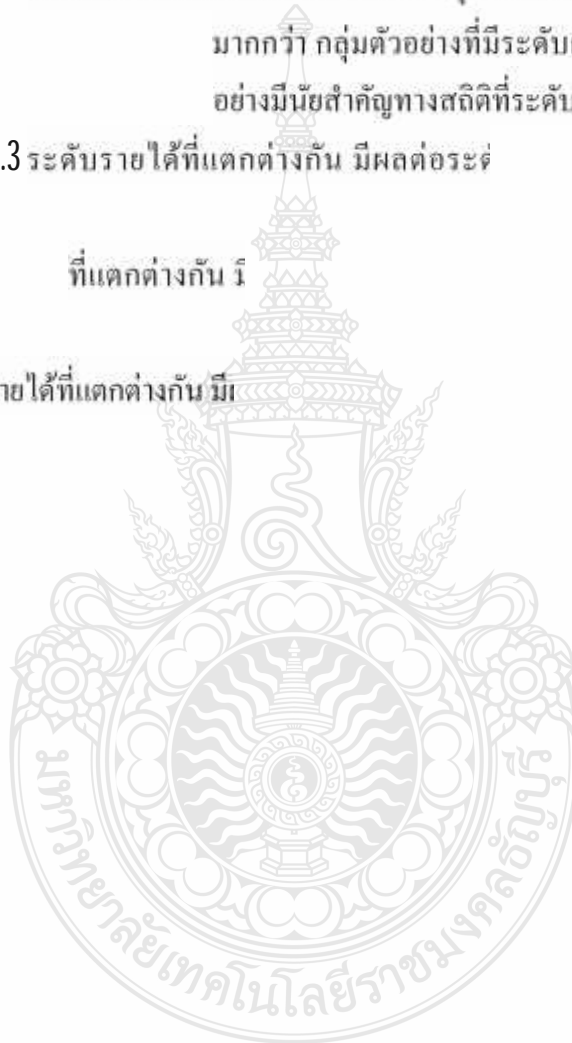 มากกว่า กลุ่มตัวอย่างที่มีระดับ
อย่างมีนัยสำคัญทางสถิติที่ระดับ
.3 ระดับรายได้ที่แตกต่างกัน มีผลต่อระดั
ที่แตกต่างกัน มี
ายได้ที่แตกต่างกัน มี
มหาวิทยาลัยเทคโนโลยีราชมงคลธัญบุรี